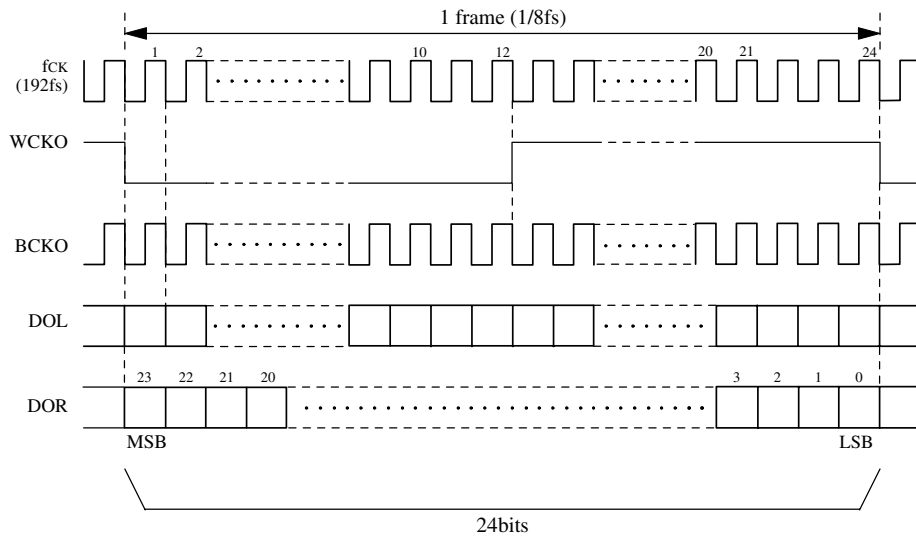 1 frame (1/8fs)
1 2 10 12 20 21 24
fCK
(192fs)
WCKO
BCKO
DOL
23 22 21 20 3 2 1 0
DOR
MSB LSB
24bits